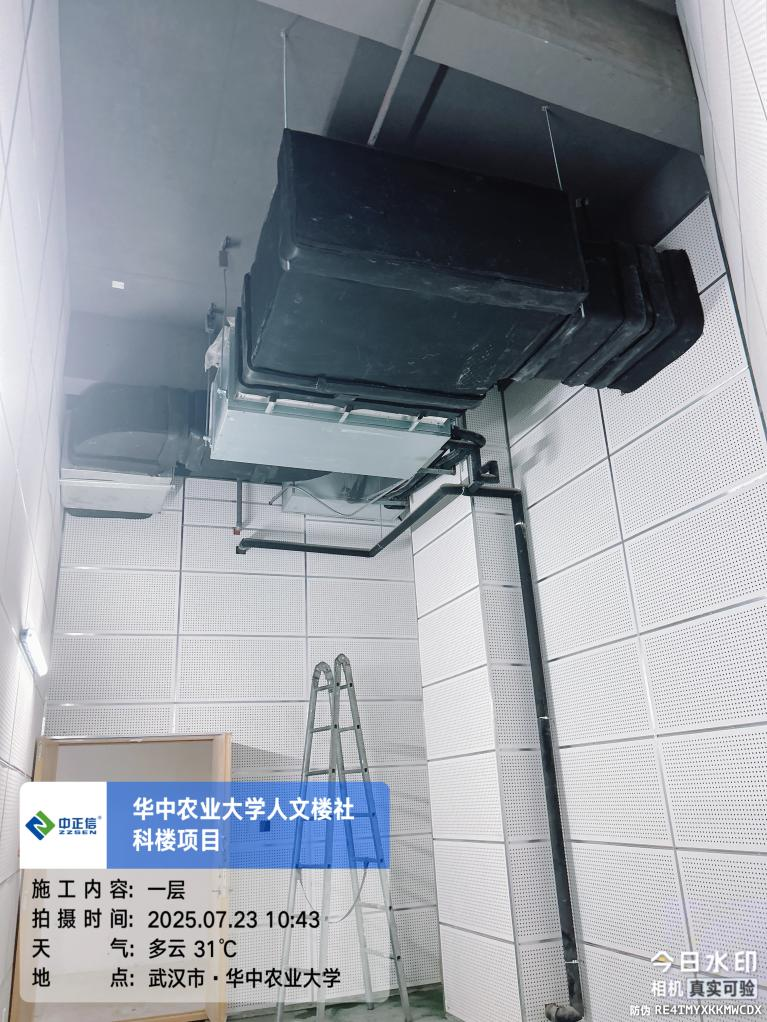 中正信
ZZSEN
华中农业大学人文楼社
科楼项目
施工内容: 一层
拍摄时间: 2025.07.23 10:43
天气: 多云 31℃
地点: 武汉市·华中农业大学
今日水印
相机 真实可验
防伪 RE4TMYXKKMWCDX